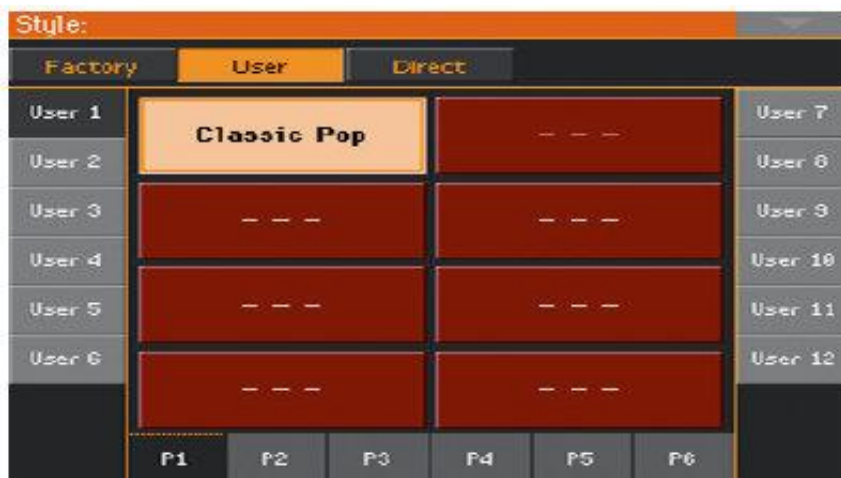 Style:
Factory User Direct
User 1
User 2
User 3
User 4
User 5
User 6
Classic Pop - - -
- - - - - -
- - - - - -
- - - - - -
User 7
User 8
User 9
User 10
User 11
User 12
P1 P2 P3 P4 P5 P6